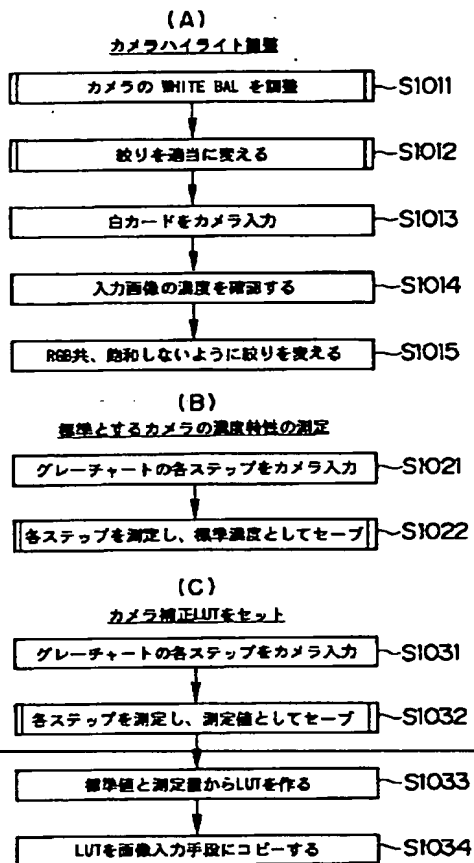 (A)
カメラハイライト調整
カメラの WHITE BAL を調整
S1011
絞りを適当に変える
S1012
白カードをカメラ入力
S1013
入力画像の濃度を確認する
S1014
RGB共、飽和しないように絞りを変える
S1015
(B)
標準とするカメラの濃度特性の測定
グレーチャートの各ステップをカメラ入力
S1021
各ステップを測定し、標準濃度としてセーブ
S1022
(C)
カメラ補正LUTをセット
グレーチャートの各ステップをカメラ入力
S1031
各ステップを測定し、測定値としてセーブ
S1032
標準値と測定値からLUTを作る
S1033
LUTを画像入力手段にコピーする
S1034